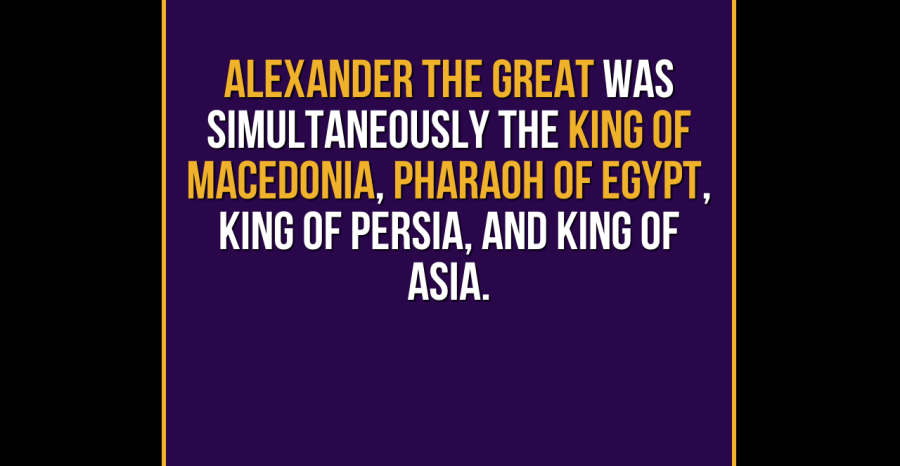 ALEXANDER THE GREAT WAS
SIMULTANEOUSLY THE KING OF
MACEDONIA, PHARAOH OF EGYPT,
KING OF PERSIA, AND KING OF
ASIA.